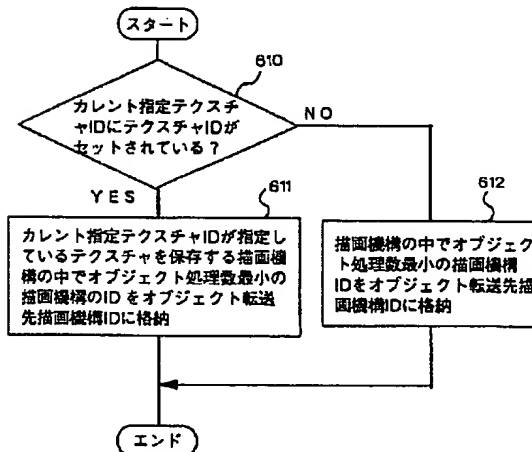 スタート
610
カレント指定テクスチ
ャIDにテクスチャIDが
セットされている?
NO
YES
611
カレント指定テクスチャIDが指定し
ているテクスチャを保存する描画機
構の中でオブジェクト処理数最小の
描画機構のID をオブジェクト転送
先描画機構IDに格納
612
描画機構の中でオブジェク
ト処理数最小の描画機構
IDをオブジェクト転送先描
画機構IDに格納
エンド